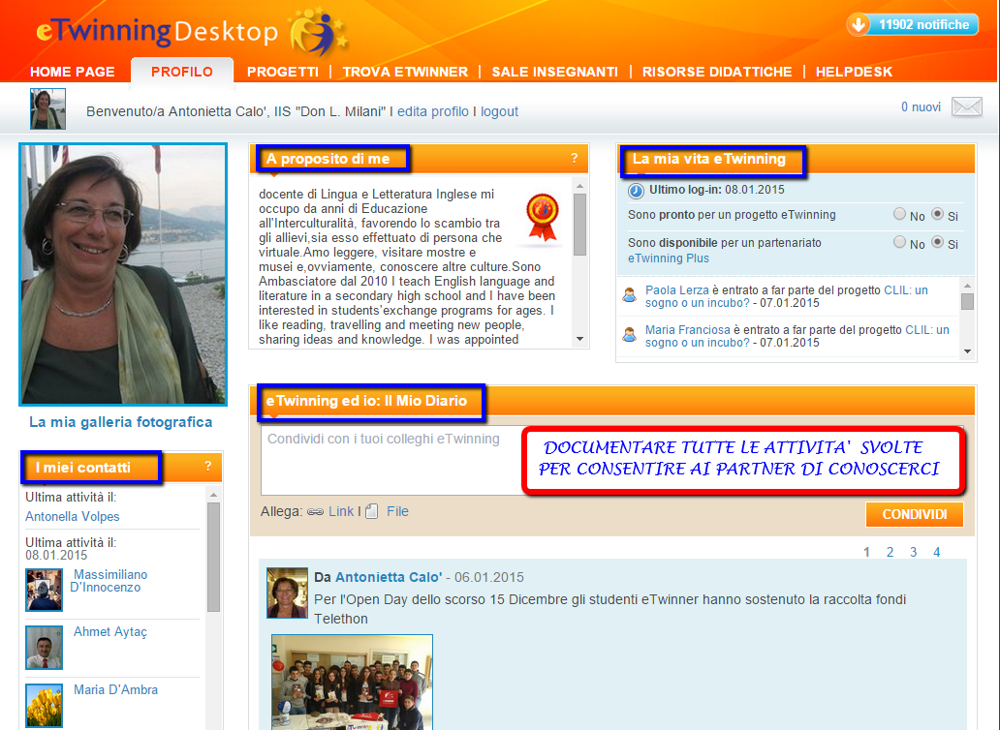 eTwinning Desktop
11902 notifiche
HOME PAGE
PROFILO
PROGETTI | TROVA ETWINNER | SALE INSEGNANTI | RISORSE DIDATTICHE | HELPDESK
Benvenuto/a Antonietta Calo', IIS "Don L. Milani" I edita profilo I logout
0 nuovi
La mia galleria fotografica
I miei contatti
?
Ultima attività il:
Antonella Volpes
Ultima attività il:
08.01.2015
Massimiliano
D'Innocenzo
Ahmet Aytaç
Maria D'Ambra
A proposito di me
?
docente di Lingua e Letteratura Inglese mi
occupo da anni di Educazione
all'Interculturalità, favorendo lo scambio tra
gli allievi,sia esso effettuato di persona che
virtuale.Amo leggere, visitare mostre e
musei e,ovviamente, conoscere altre culture.Sono
Ambasciatore dal 2010 I teach English language and
literature in a secondary high school and I have been
interested in students'exchange programs for ages. I
like reading, travelling and meeting new people,
sharing ideas and knowledge. I was appointed
La mia vita eTwinning
Ultimo log-in: 08.01.2015
Sono pronto per un progetto eTwinning
No
Si
Sono disponibile per un partenariato
eTwinning Plus
No
Si
Paola Lerza è entrato a far parte del progetto CLIL: un
sogno o un incubo? - 07.01.2015
Maria Franciosa è entrato a far parte del progetto CLIL: un
sogno o un incubo? - 07.01.2015
eTwinning ed io: Il Mio Diario
Condividi con i tuoi colleghi eTwinning
DOCUMENTARE TUTTE LE ATTIVITA' SVOLTE
PER CONSENTIRE AI PARTNER DI CONOSCERCI
Allega: Link I File
CONDIVIDI
1 2 3 4
Da Antonietta Calo' - 06.01.2015
Per l'Open Day dello scorso 15 Dicembre gli studenti eTwinner hanno sostenuto la raccolta fondi
Telethon